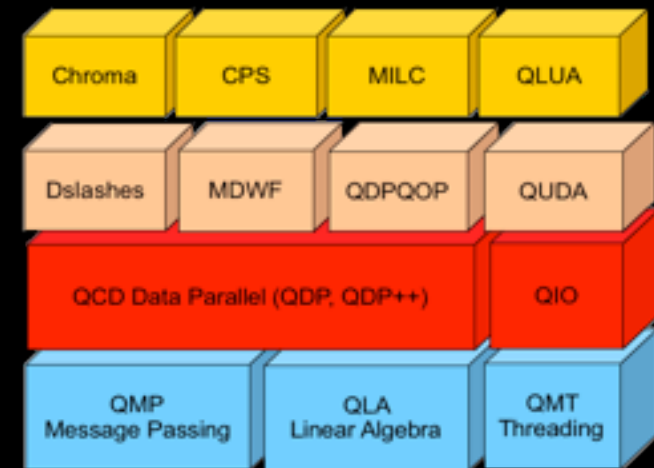 Chroma
CPS
MILC
QLUA
Dslashes
MDWF
QDPQOP
QUDA
QCD Data Parallel (QDP, QDP++)
QIO
QMP
Message Passing
QLA
Linear Algebra
QMT
Threading